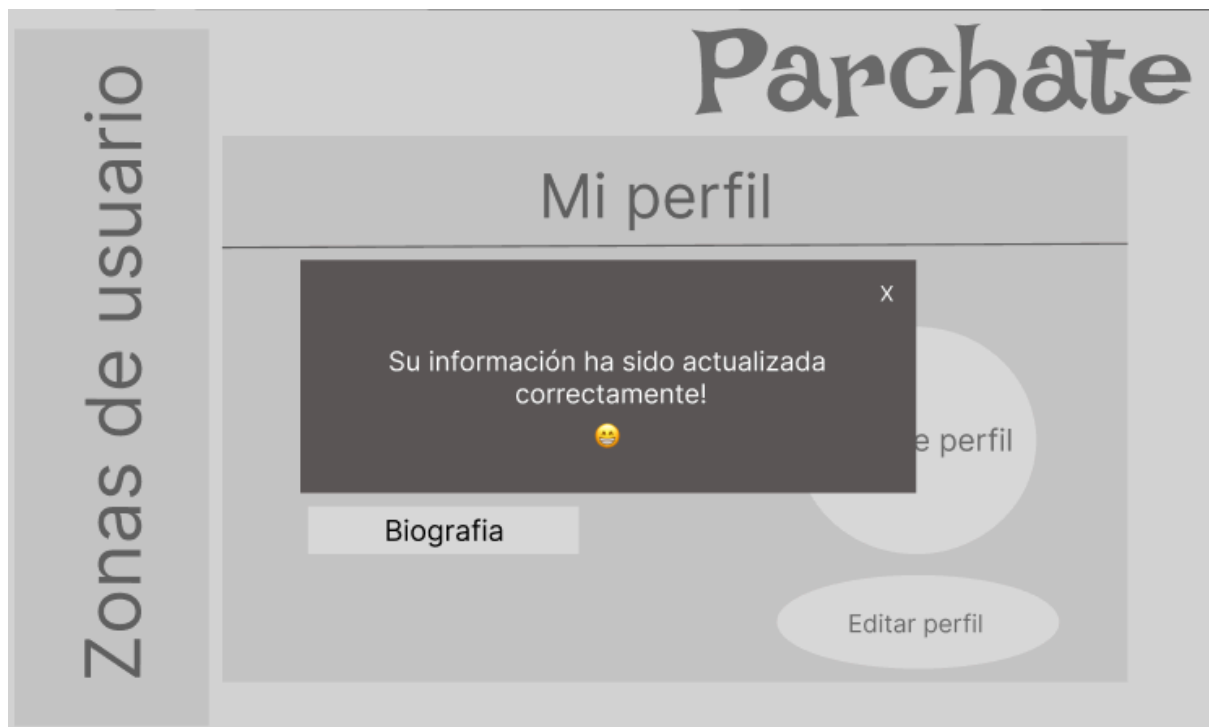 Parchate
Zonas de usuario
Mi perfil
X
Su información ha sido actualizada
correctamente!
😁
e perfil
Biografia
Editar perfil